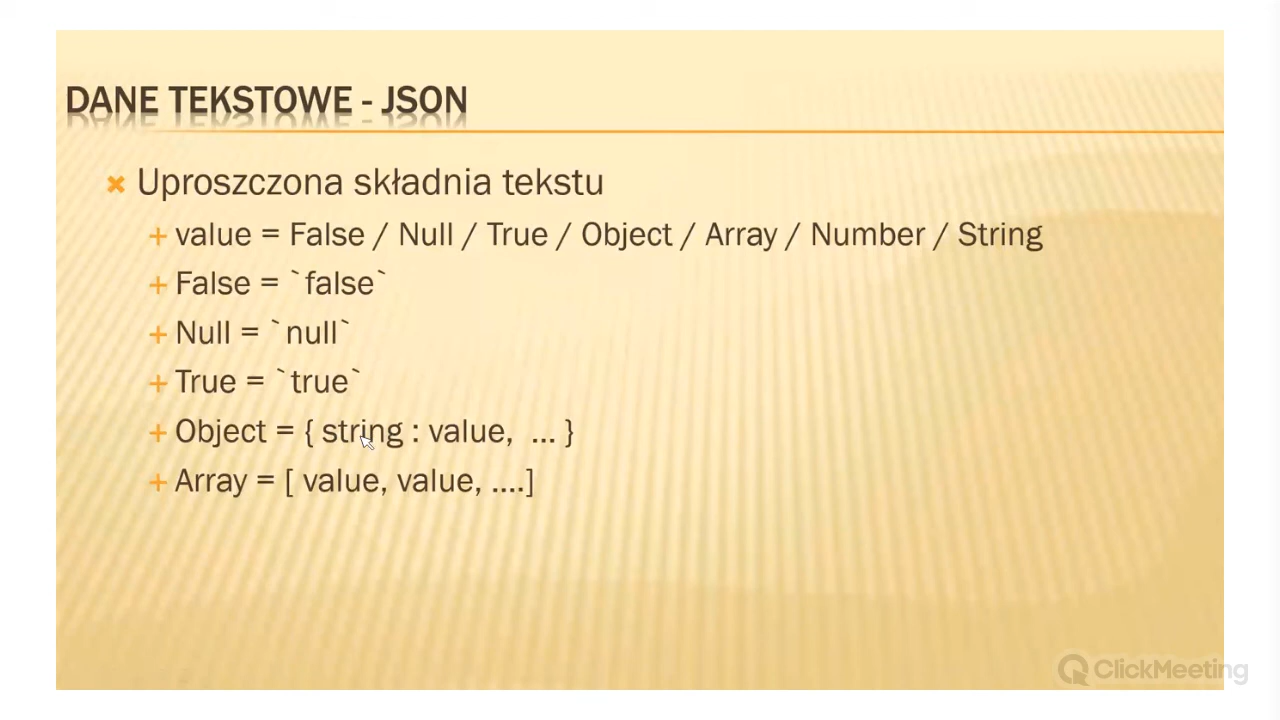 DANE TEKSTOWE - JSON
Uproszczona składnia tekstu
value = False / Null / True / Object / Array / Number / String
False = `false`
Null = `null`
True = `true`
Object = { string : value, ... }
Array = [ value, value, ....]
ClickMeeting